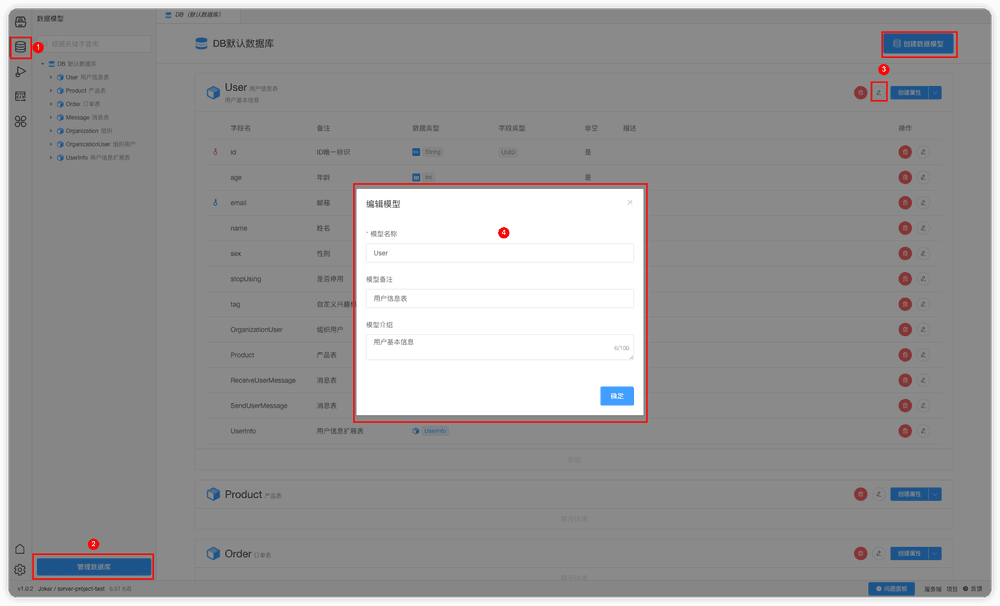 数据模型
DB（默认数据库）
搜索关键字查询
1
DB 默认数据库
User 用户信息表
Product 产品表
Order 订单表
Message 消息表
Organization 组织
OrganizationUser 组织用户
UserInfo 用户信息扩展表
DB默认数据库
创建数据模型
3
User 用户信息表
用户基本信息
创建属性
字段名 备注 数据类型 字段类型 非空 描述 操作
id ID唯一标识 String UUID 是
age 年龄 Int 是
email 邮箱
name 姓名
sex 性别
stopUsing 是否停用
tag 自定义兴趣
OrganizationUser 组织用户
Product 产品表
ReceiveUserMessage 消息表
SendUserMessage 消息表
UserInfo 用户信息扩展表 UserInfo
编辑模型
4
* 模型名称
User
模型备注
用户信息表
模型介绍
用户基本信息
6/100
确定
Product 产品表
创建属性
Order 订单表
创建属性
2
管理数据库
v1.0.2 Joker / server-project-test
问题面板
服务端 项目 反馈